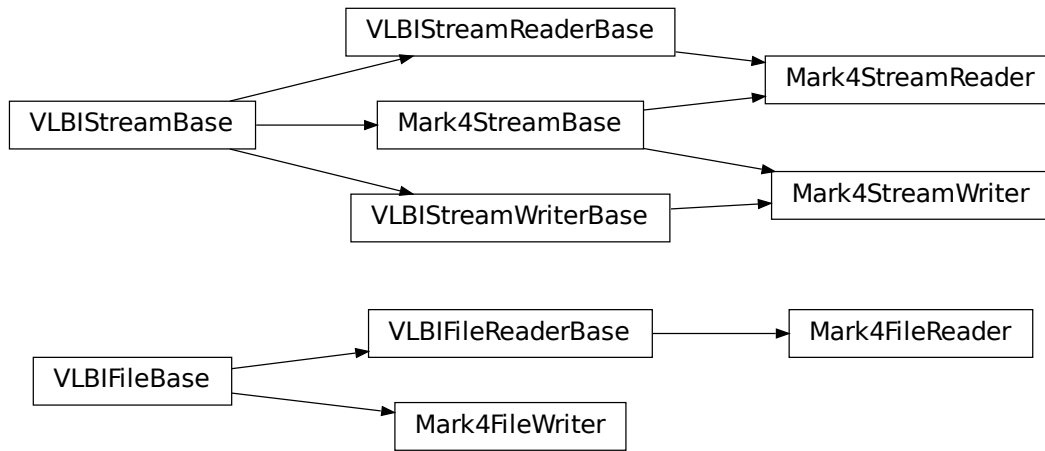 VLBIStreamReaderBase
Mark4StreamReader
VLBIStreamBase
Mark4StreamBase
Mark4StreamWriter
VLBIStreamWriterBase
VLBIFileReaderBase
Mark4FileReader
VLBIFileBase
Mark4FileWriter